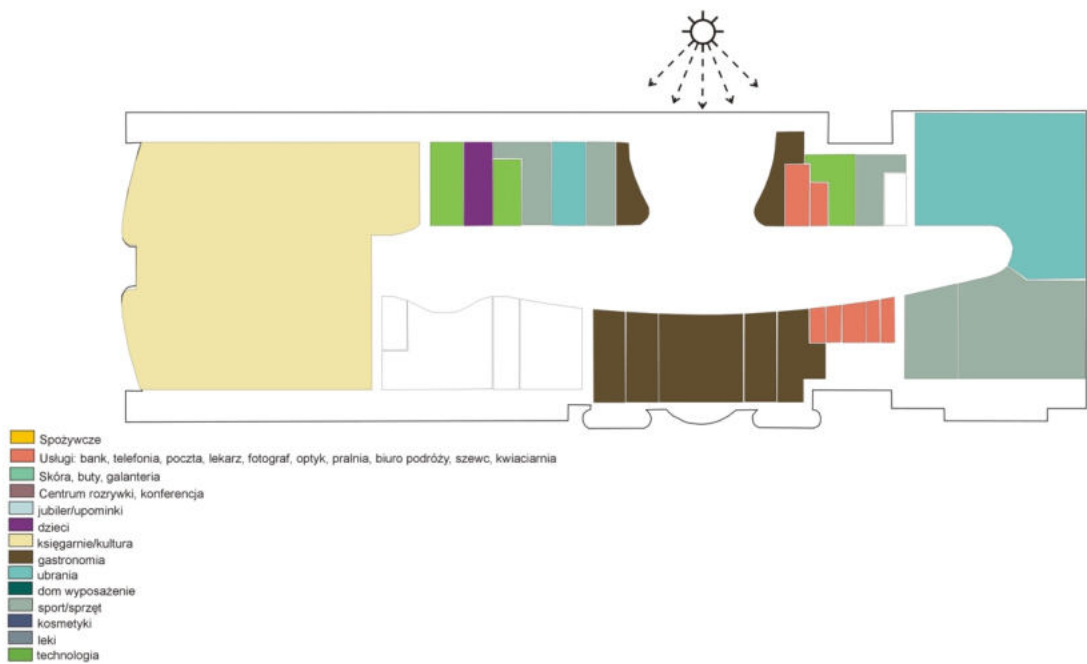 Spożywcze
Usługi: bank, telefonia, poczta, lekarz, fotograf, optyk, pralnia, biuro podróży, szewc, kwiaciarnia
Skóra, buty, galanteria
Centrum rozrywki, konferencja
jubiler/upominki
dzieci
księgarnie/kultura
gastronomia
ubrania
dom wyposażenie
sport/sprzęt
kosmetyki
leki
technologia